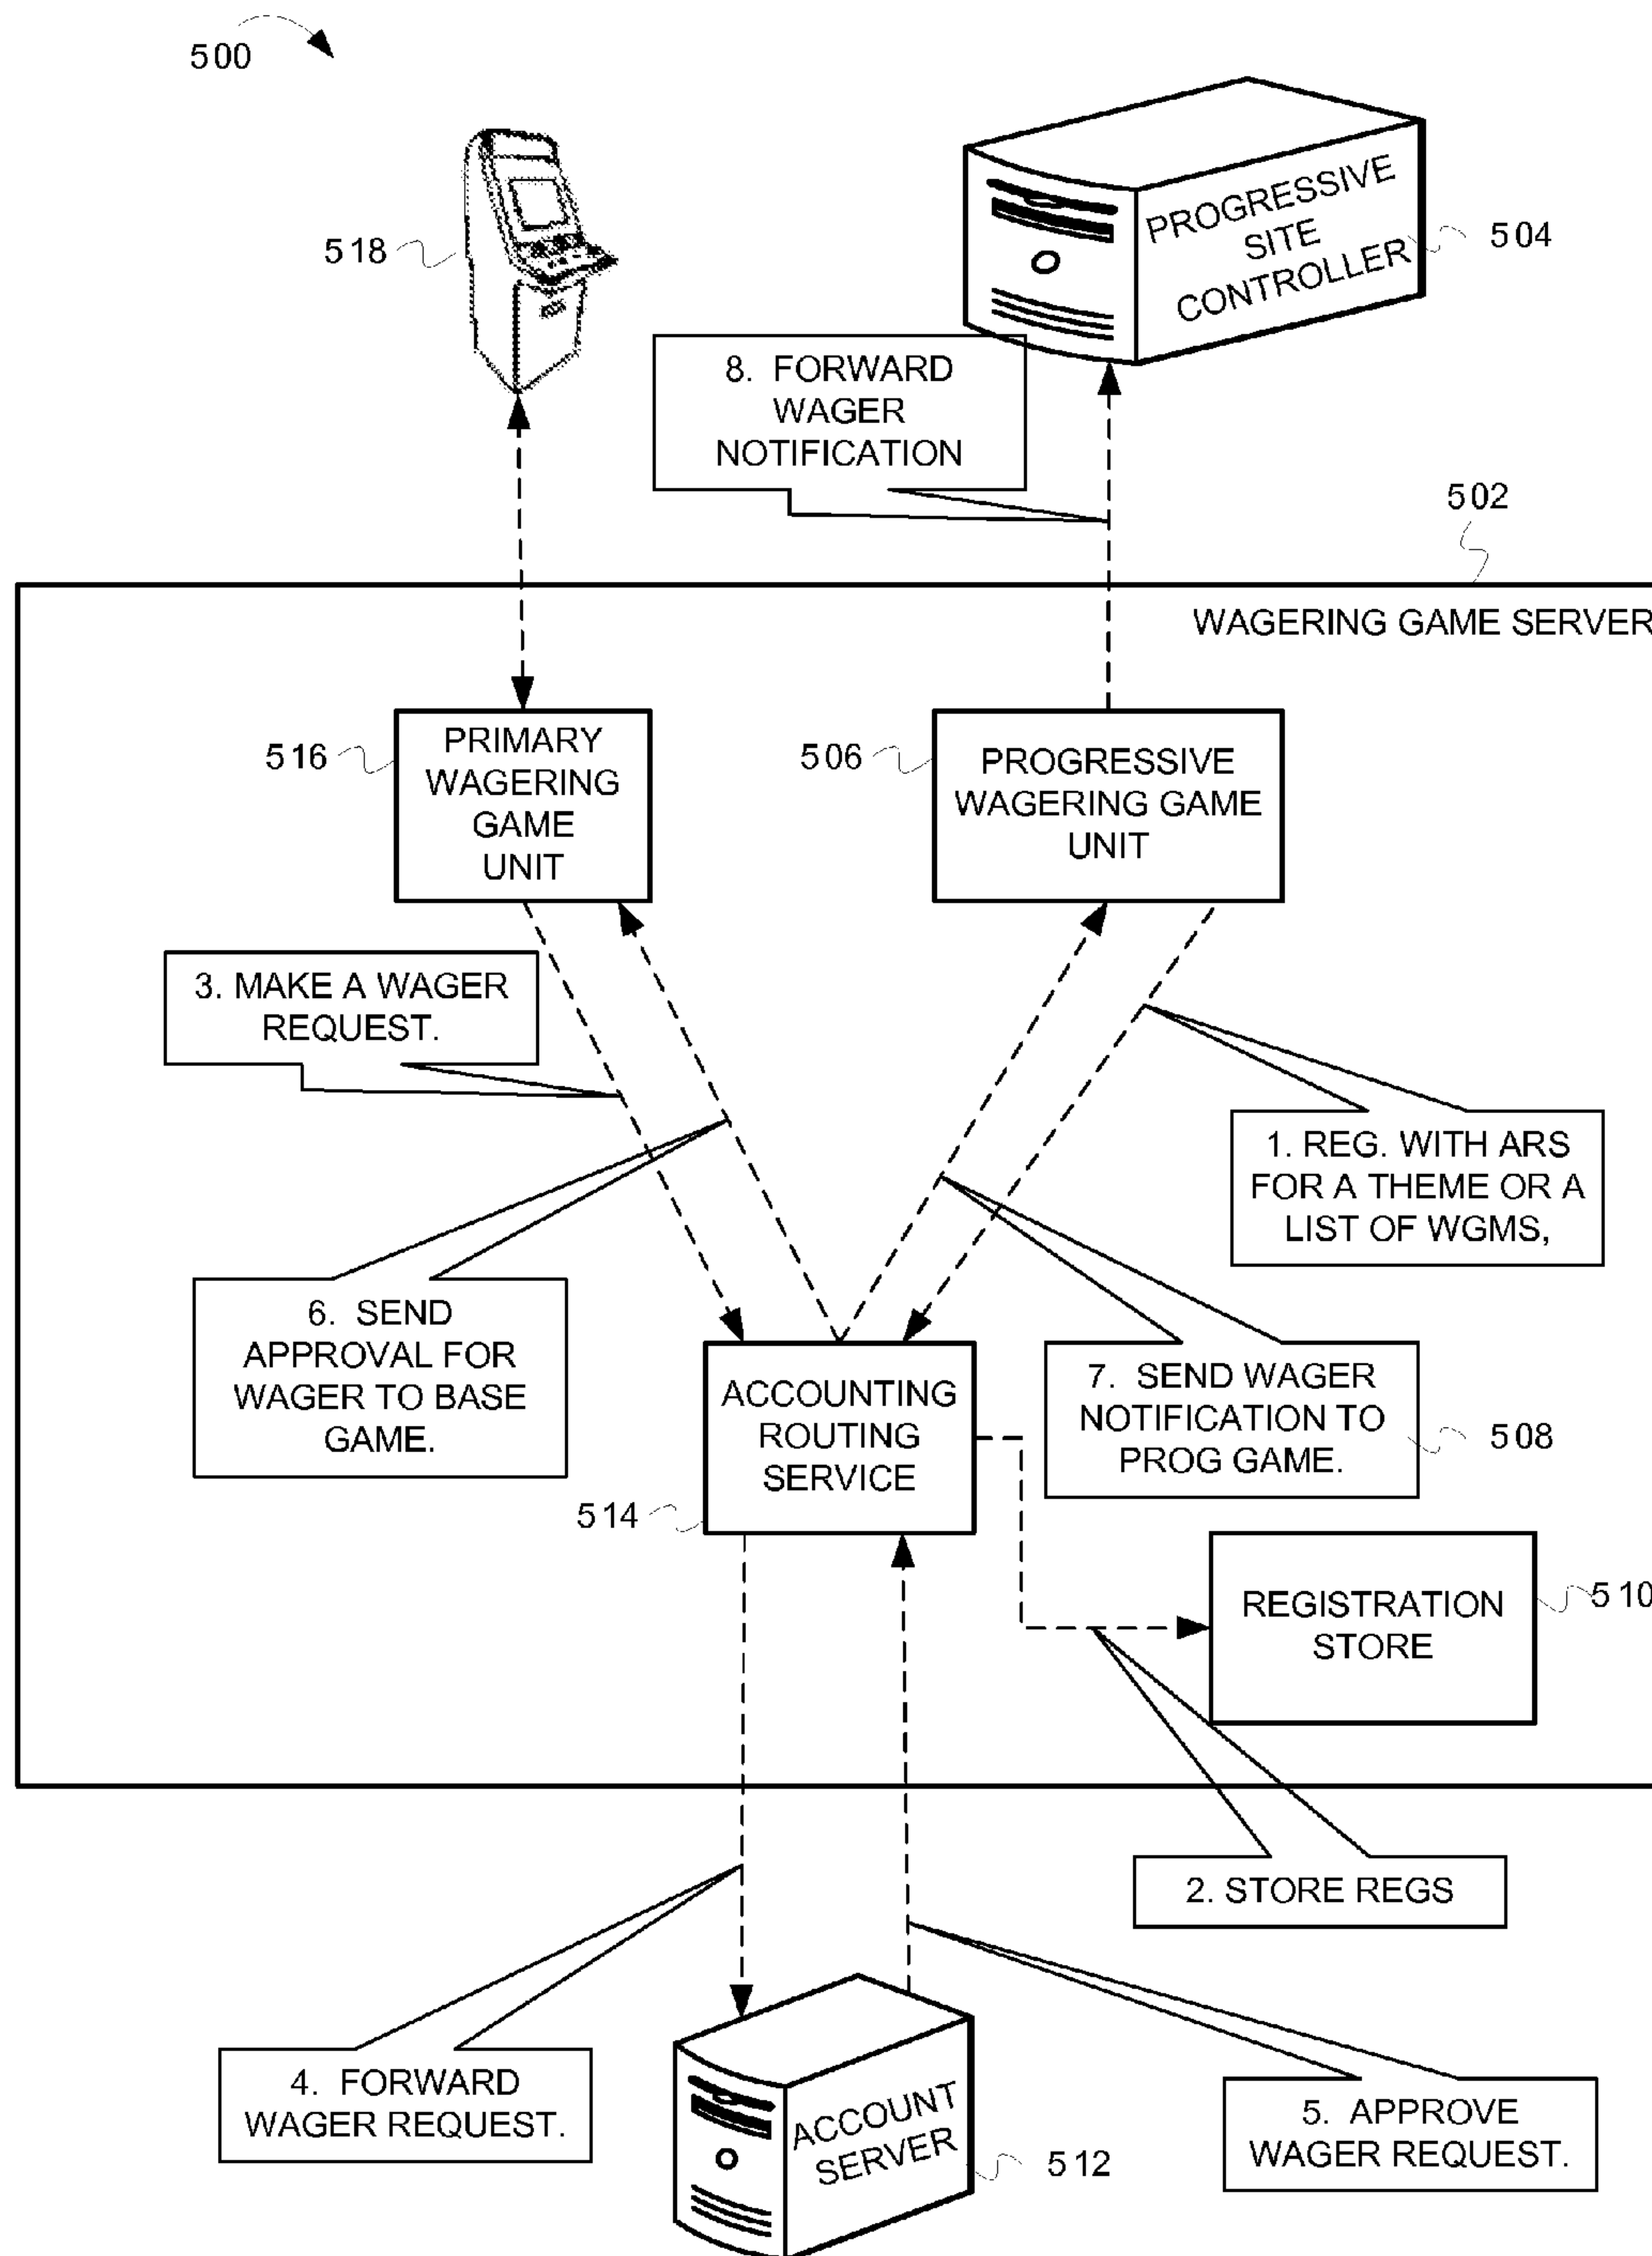 500
518
PROGRESSIVE
SITE
CONTROLLER
504
8. FORWARD
WAGER
NOTIFICATION
502
WAGERING GAME SERVER
516
PRIMARY
WAGERING
GAME
UNIT
506
PROGRESSIVE
WAGERING GAME
UNIT
3. MAKE A WAGER
REQUEST.
1. REG. WITH ARS
FOR A THEME OR A
LIST OF WGMS,
6. SEND
APPROVAL FOR
WAGER TO BASE
GAME.
ACCOUNTING
ROUTING
SERVICE
514
7. SEND WAGER
NOTIFICATION TO
PROG GAME.
508
REGISTRATION
STORE
510
2. STORE REGS
4. FORWARD
WAGER REQUEST.
ACCOUNT
SERVER
512
5. APPROVE
WAGER REQUEST.